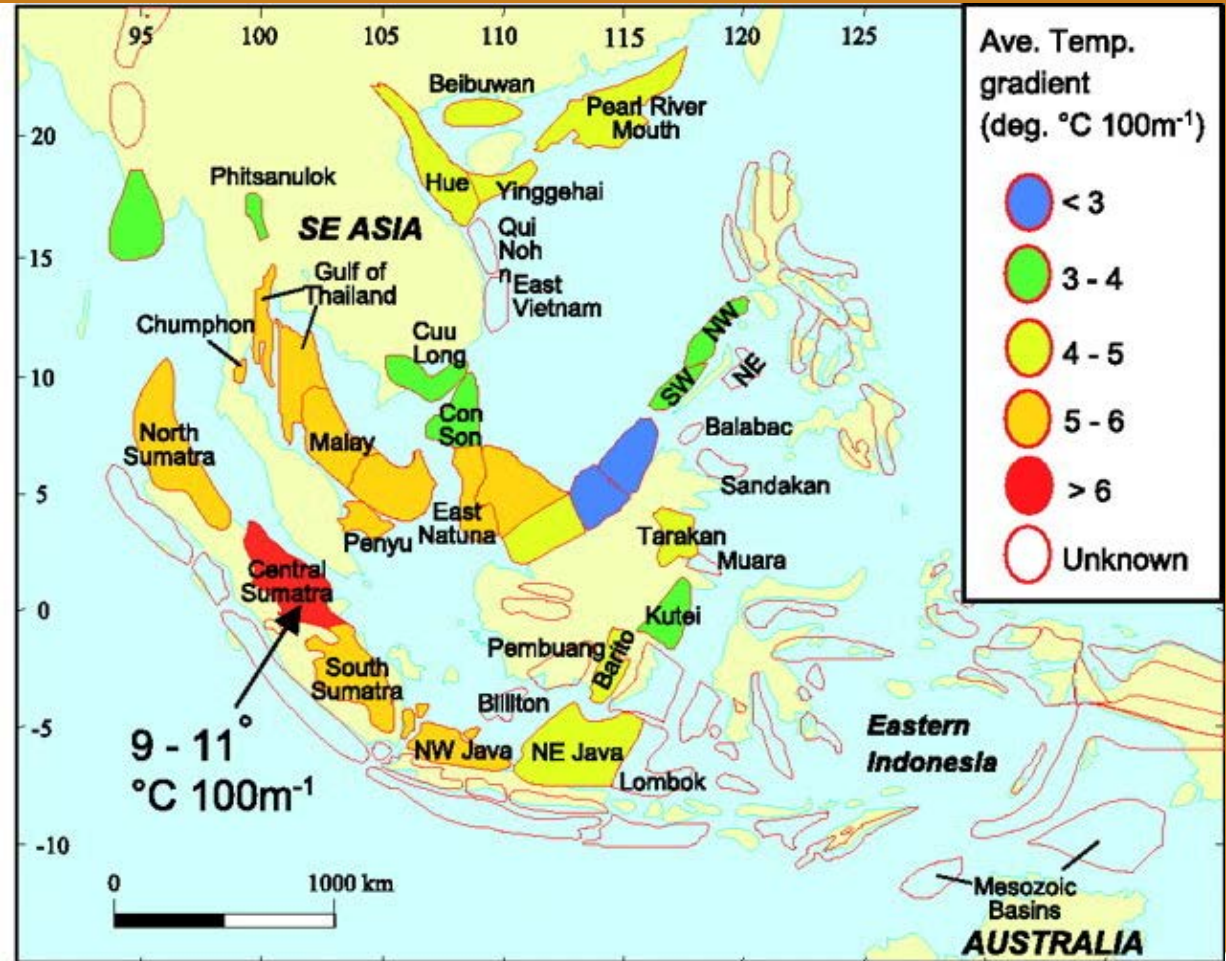 95 100 105 110 115 120 125
20
15
10
5
0
-5
-10
Beibuwan
Pearl River
Mouth
Phitsanulok
Hue
Yinggehai
SE ASIA
Qui
Noh
n
East
Vietnam
Gulf of
Thailand
Chumphon
Cuu
Long
NW
SW
NE
Con
Son
Balabac
North
Sumatra
Malay
Sandakan
East
Natuna
Penyu
Tarakan
Muara
Central
Sumatra
Kutei
Pembuang
Barito
South
Sumatra
Billiton
Eastern
Indonesia
NW Java
NE Java
Lombok
9 - 11°
°C 100m⁻¹
0 1000 km
Mesozoic
Basins
AUSTRALIA
Ave. Temp.
gradient
(deg. °C 100m⁻¹)
< 3
3 - 4
4 - 5
5 - 6
> 6
Unknown